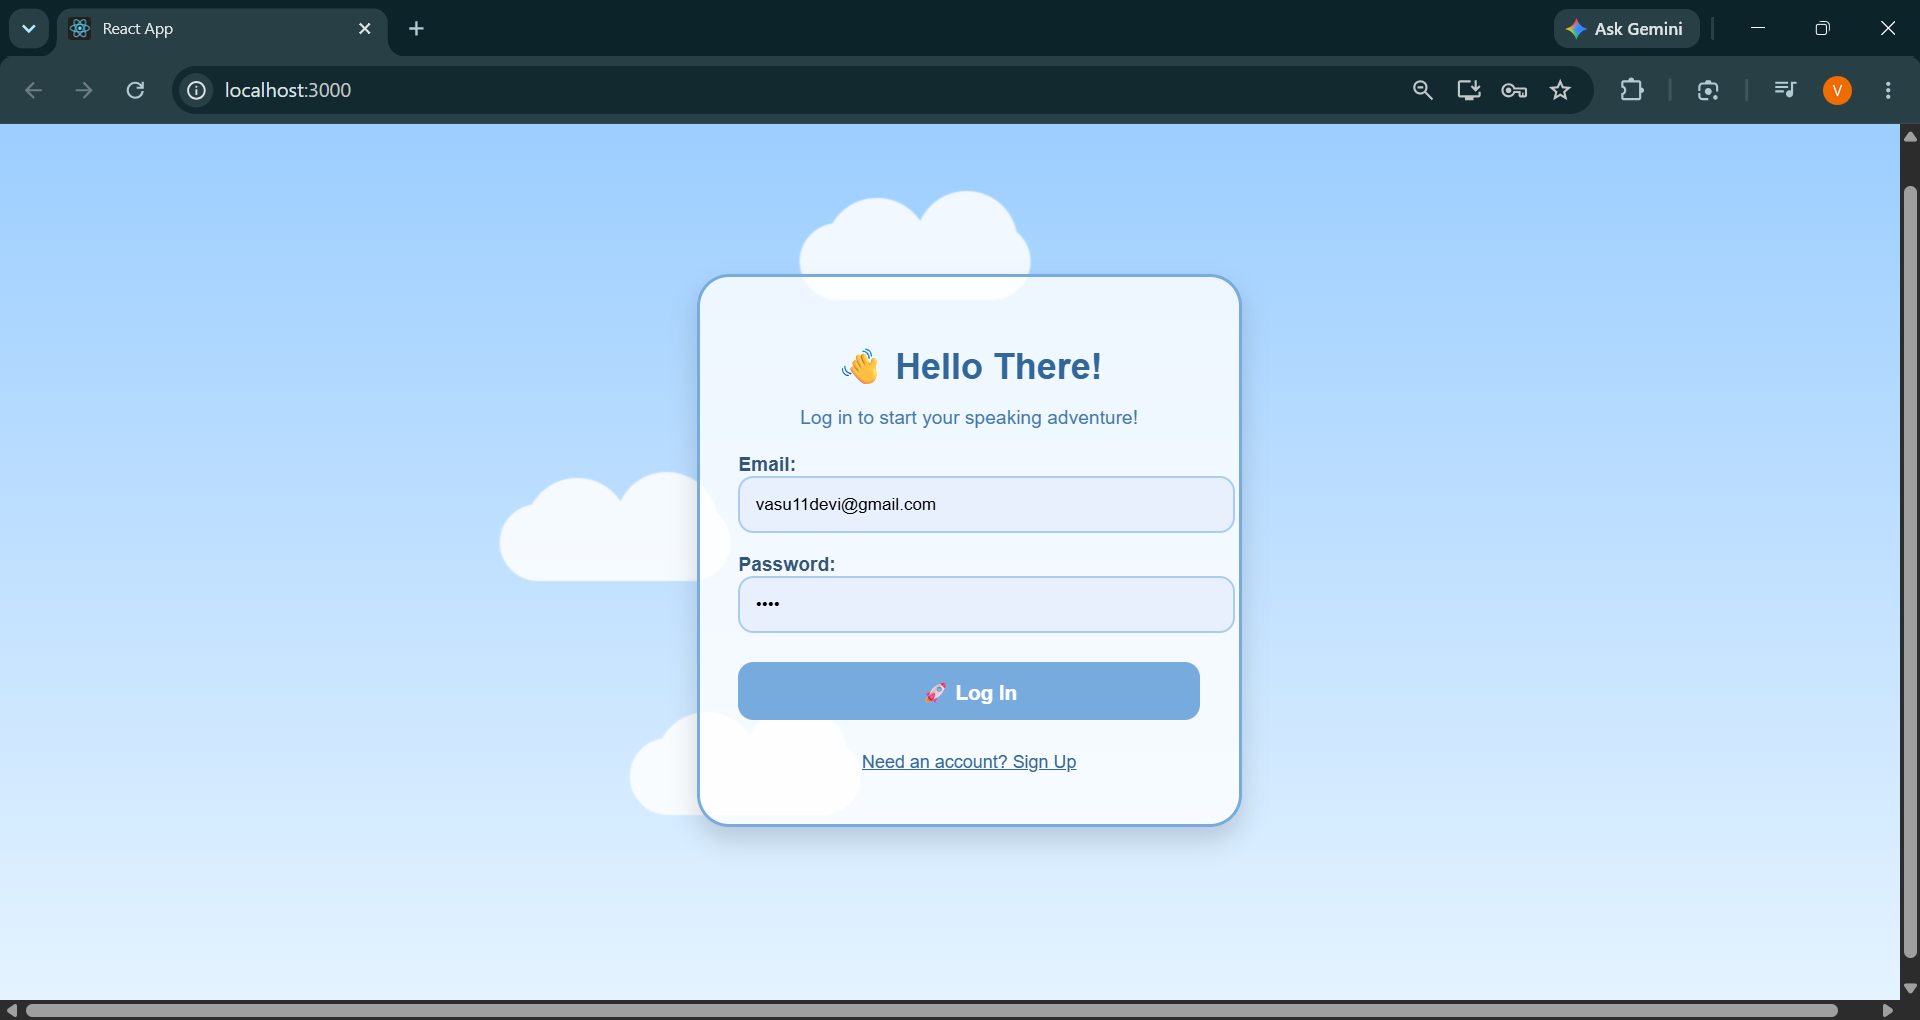 React App
Ask Gemini
localhost:3000
V
👋 Hello There!
Log in to start your speaking adventure!
Email:
vasu11devi@gmail.com
Password:
••••
🚀 Log In
Need an account? Sign Up